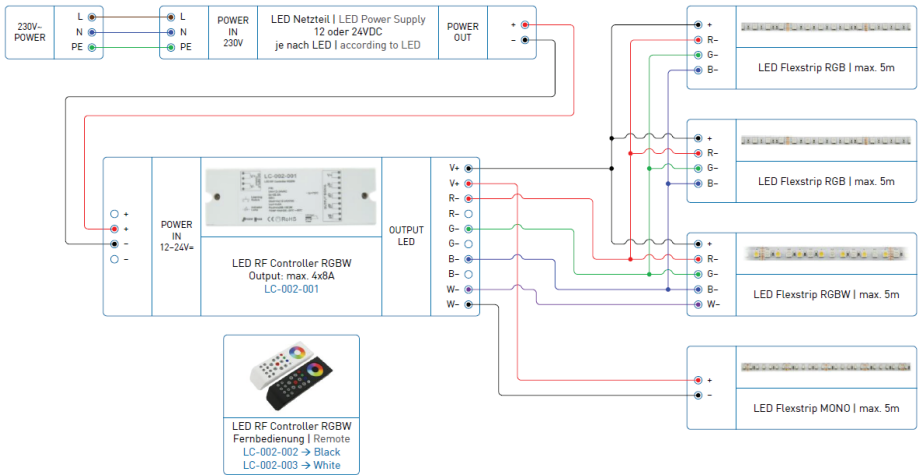 230V~
POWER
L
N
PE
L
N
PE
POWER
IN
230V
LED Netzteil | LED Power Supply
12 oder 24VDC
je nach LED | according to LED
POWER
OUT
+
–
+
R–
G–
B–
LED Flexstrip RGB | max. 5m
+
R–
G–
B–
LED Flexstrip RGB | max. 5m
+
+
–
–
POWER
IN
12–24V=
LC-002-001
LED RF Controller RGBW
Output: max. 4x8A
LC-002-001
OUTPUT
LED
V+
V+
R–
R–
G–
G–
B–
B–
W–
W–
+
R–
G–
B–
W–
LED Flexstrip RGBW | max. 5m
+
–
LED Flexstrip MONO | max. 5m
LED RF Controller RGBW
Fernbedienung | Remote
LC-002-002 → Black
LC-002-003 → White